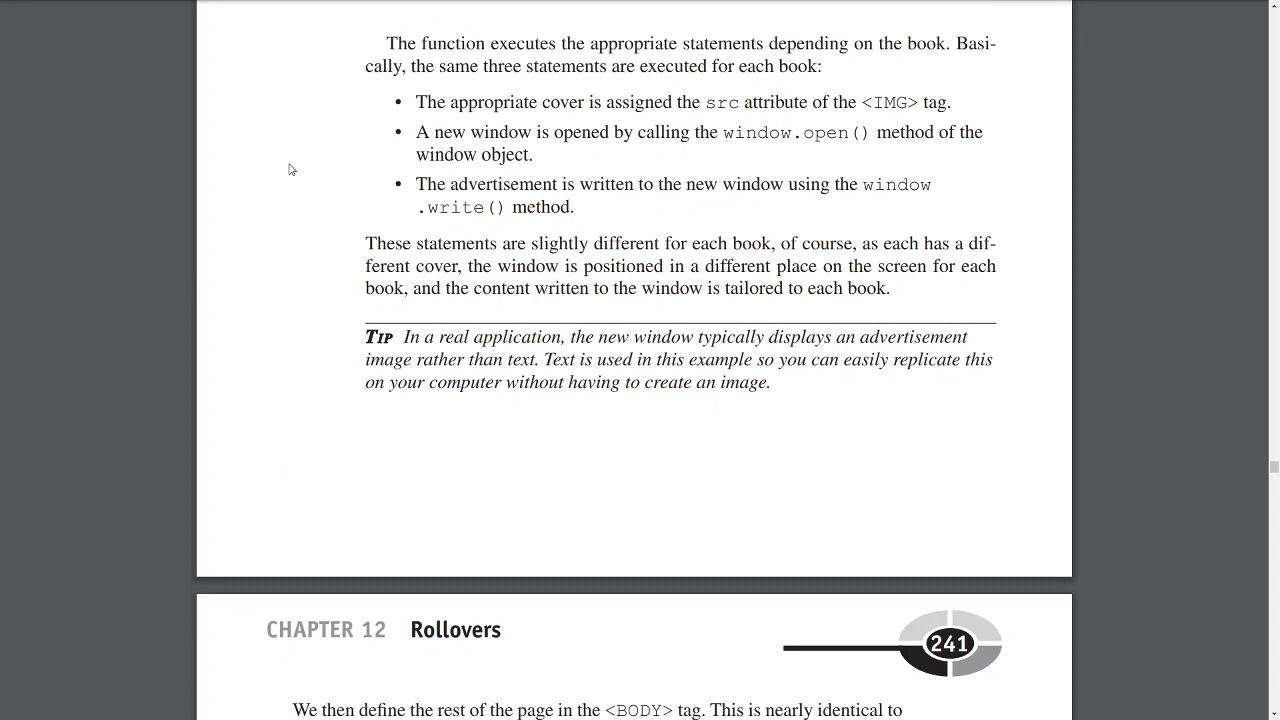 The function executes the appropriate statements depending on the book. Basi-
cally, the same three statements are executed for each book:
• The appropriate cover is assigned the src attribute of the <IMG> tag.
• A new window is opened by calling the window.open() method of the
window object.
• The advertisement is written to the new window using the window
.write() method.
These statements are slightly different for each book, of course, as each has a dif-
ferent cover, the window is positioned in a different place on the screen for each
book, and the content written to the window is tailored to each book.
TIP In a real application, the new window typically displays an advertisement
image rather than text. Text is used in this example so you can easily replicate this
on your computer without having to create an image.
CHAPTER 12 Rollovers
241
We then define the rest of the page in the <BODY> tag. This is nearly identical to